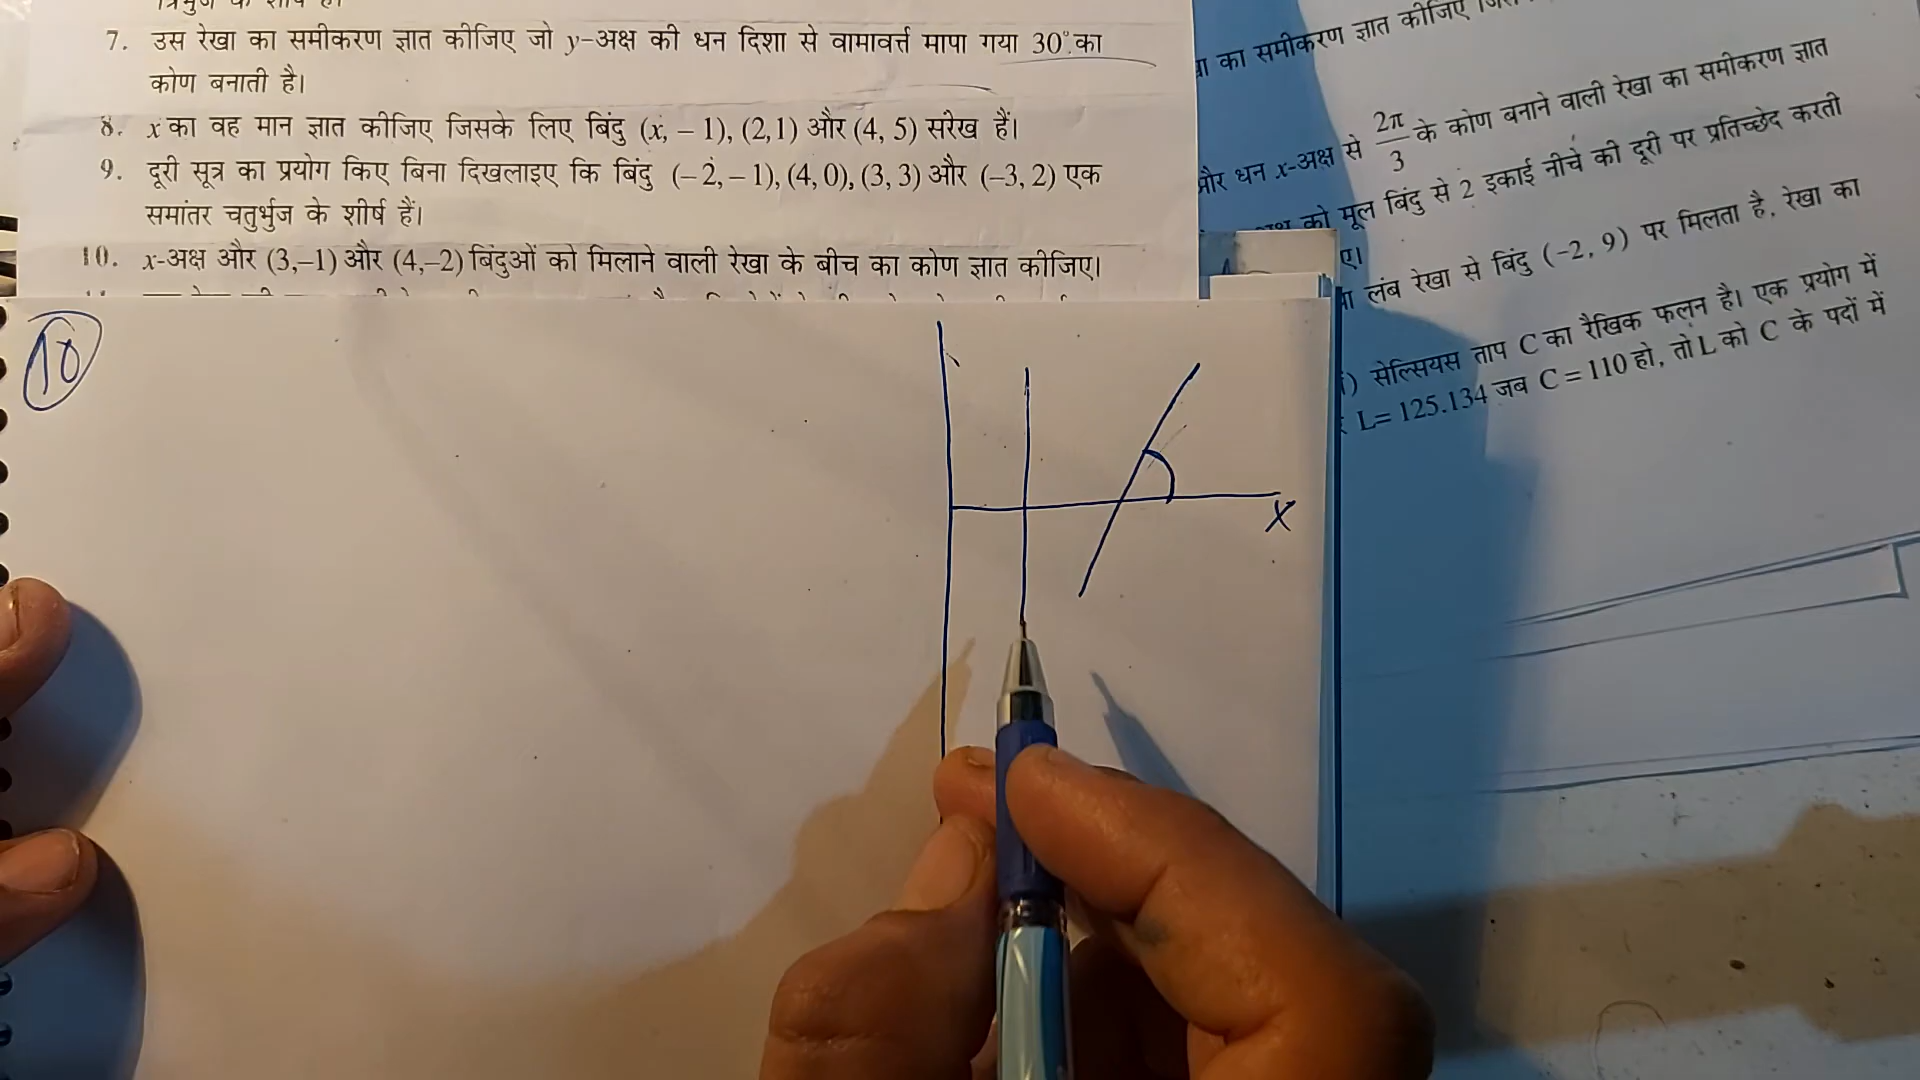 7. उस रेखा का समीकरण ज्ञात कीजिए जो y-अक्ष की धन दिशा से वामावर्त्त मापा गया 30° का
कोण बनाती है।
8. x का वह मान ज्ञात कीजिए जिसके लिए बिंदु (x, – 1), (2,1) और (4, 5) सरेख हैं।
9. दूरी सूत्र का प्रयोग किए बिना दिखलाइए कि बिंदु (– 2, – 1), (4, 0), (3, 3) और (–3, 2) एक
समांतर चतुर्भुज के शीर्ष हैं।
10. x-अक्ष और (3,–1) और (4,–2) बिंदुओं को मिलाने वाली रेखा के बीच का कोण ज्ञात कीजिए।
10
X
का समीकरण ज्ञात कीजिए
और धन x-अक्ष से 2π/3 के कोण बनाने वाली रेखा का समीकरण ज्ञात
को मूल बिंदु से 2 इकाई नीचे की दूरी पर प्रतिच्छेद करती
लंब रेखा से बिंदु (–2, 9) पर मिलता है, रेखा का
सेल्सियस ताप C का रैखिक फलन है। एक प्रयोग में
L= 125.134 जब C = 110 हो, तो L को C के पदों में